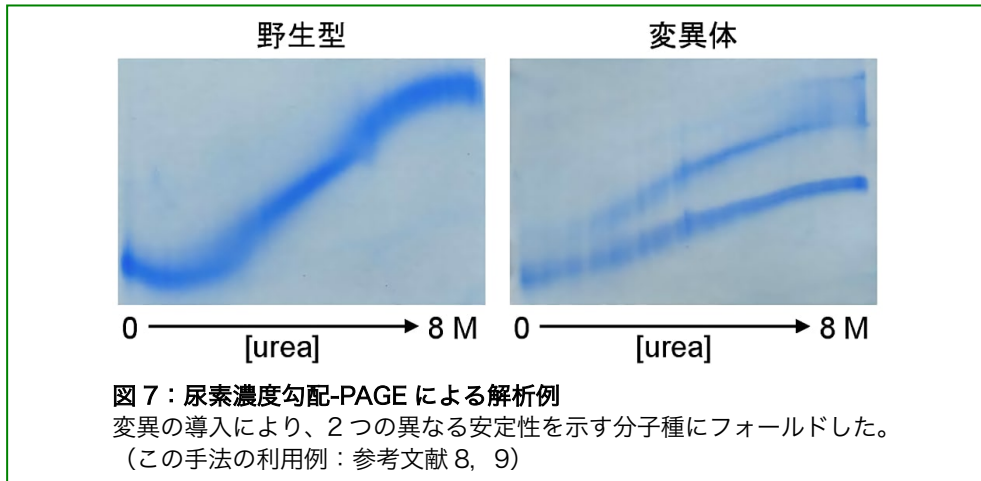 野生型 変異体
0 8 M 0 8 M
[urea] [urea]
図 7：尿素濃度勾配-PAGE による解析例
変異の導入により、2 つの異なる安定性を示す分子種にフォールドした。
（この手法の利用例：参考文献 8, 9）